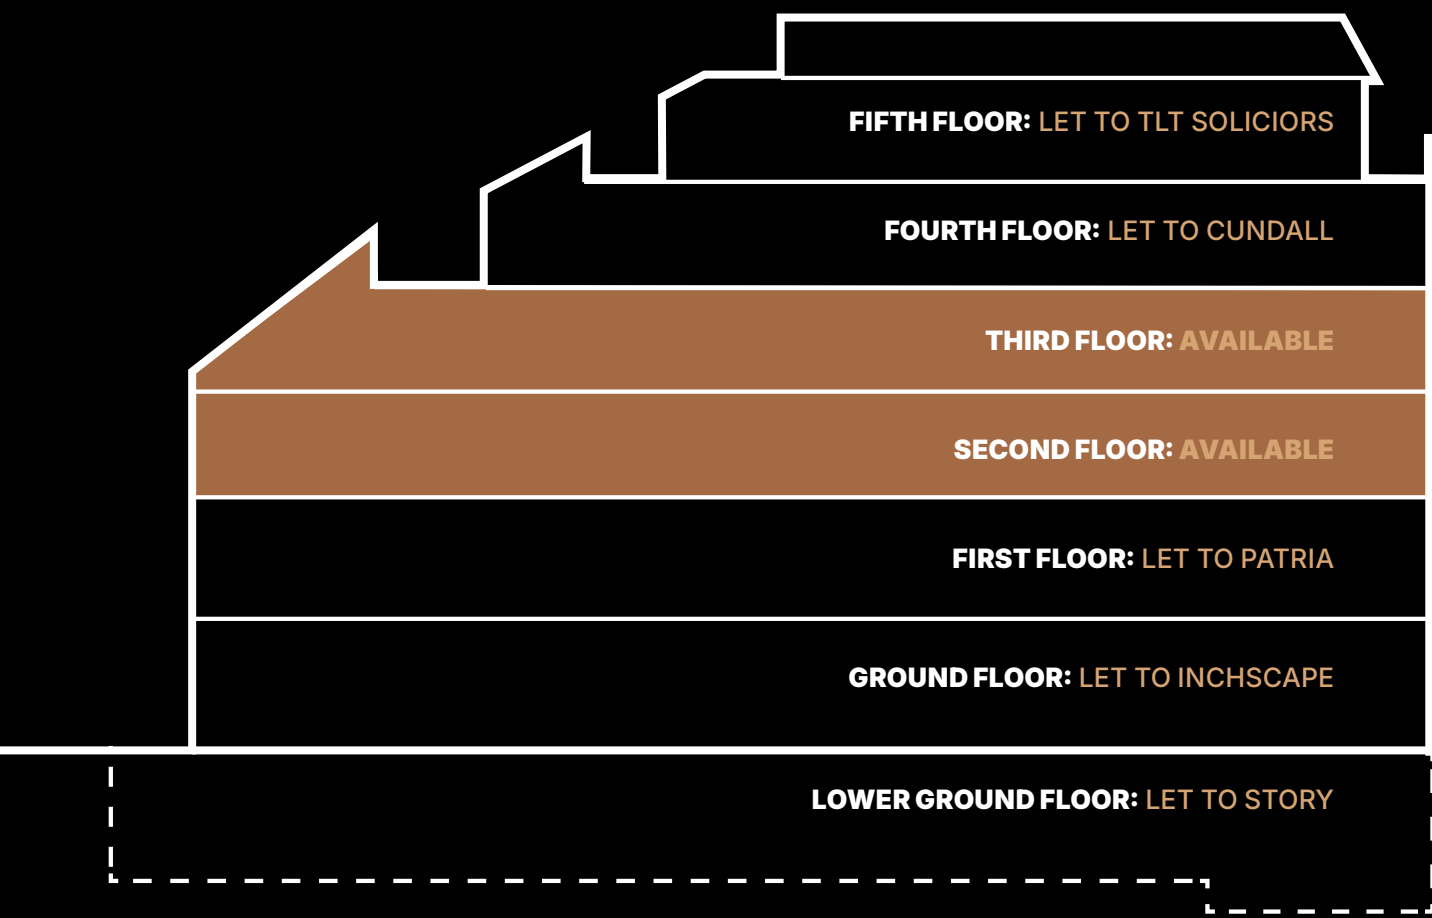 FIFTH FLOOR: LET TO TLT SOLICIORS
FOURTH FLOOR: LET TO CUNDALL
THIRD FLOOR: AVAILABLE
SECOND FLOOR: AVAILABLE
FIRST FLOOR: LET TO PATRIA
GROUND FLOOR: LET TO INCHSCAPE
LOWER GROUND FLOOR: LET TO STORY